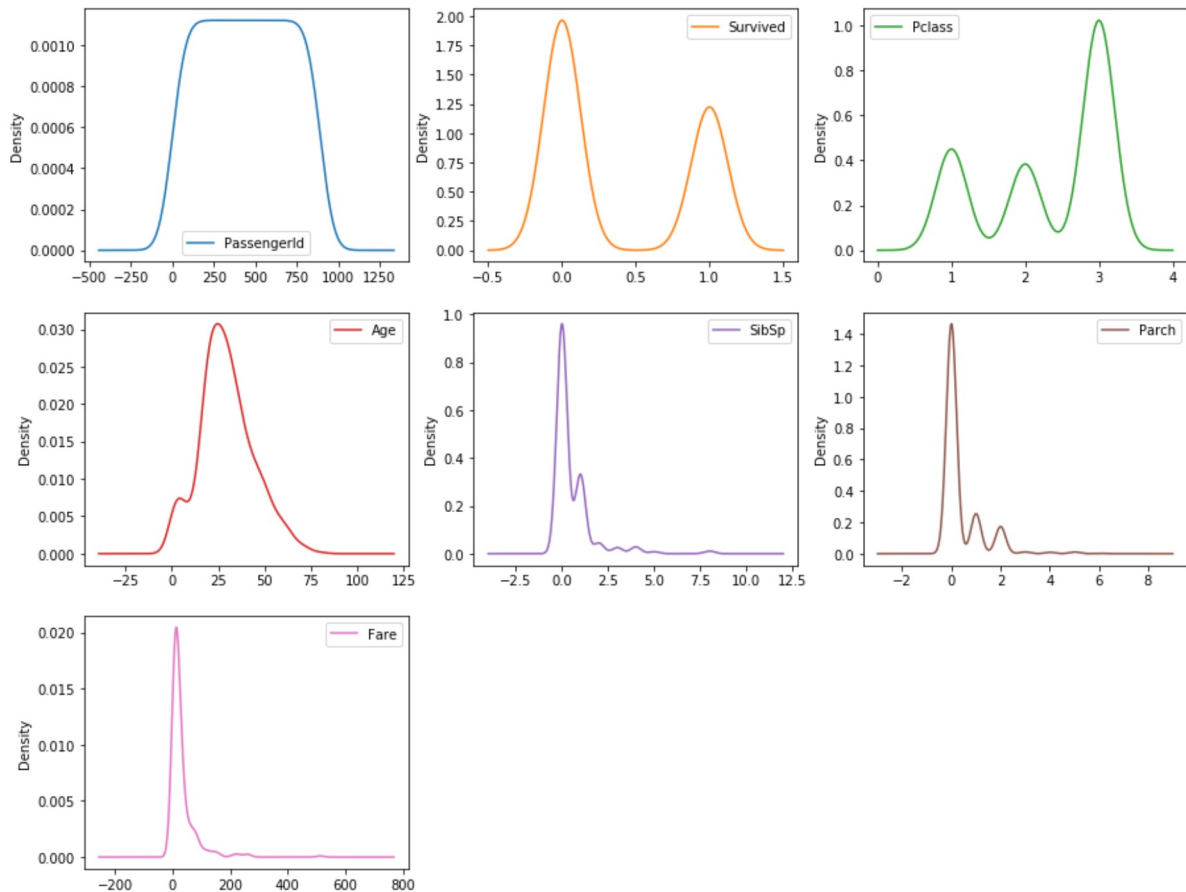 0.0010
0.0008
0.0006
0.0004
0.0002
0.0000
Density
PassengerId
−500 −250 0 250 500 750 1000 1250
2.00
1.75
1.50
1.25
1.00
0.75
0.50
0.25
0.00
Density
Survived
−0.5 0.0 0.5 1.0 1.5
1.0
0.8
0.6
0.4
0.2
0.0
Density
Pclass
0 1 2 3 4
0.030
0.025
0.020
0.015
0.010
0.005
0.000
Density
Age
−25 0 25 50 75 100 125
1.0
0.8
0.6
0.4
0.2
0.0
Density
SibSp
−2.5 0.0 2.5 5.0 7.5 10.0 12.5
1.4
1.2
1.0
0.8
0.6
0.4
0.2
0.0
Density
Parch
−2 0 2 4 6 8
0.020
0.015
0.010
0.005
0.000
Density
Fare
−200 0 200 400 600 800